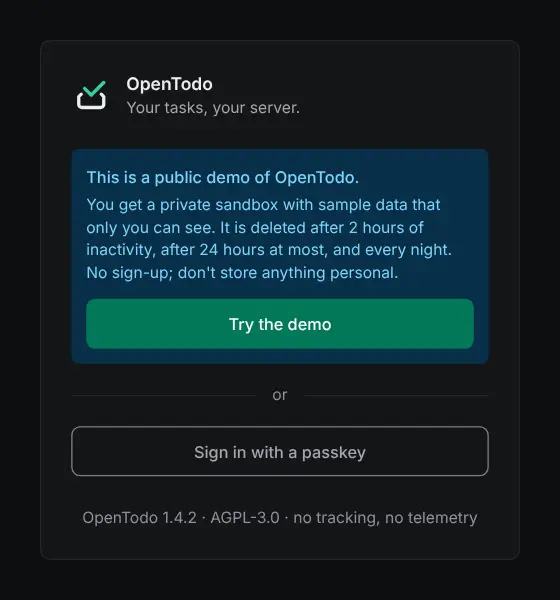 OpenTodo
Your tasks, your server.
This is a public demo of OpenTodo.
You get a private sandbox with sample data that
only you can see. It is deleted after 2 hours of
inactivity, after 24 hours at most, and every night.
No sign-up; don't store anything personal.
Try the demo
or
Sign in with a passkey
OpenTodo 1.4.2 · AGPL-3.0 · no tracking, no telemetry